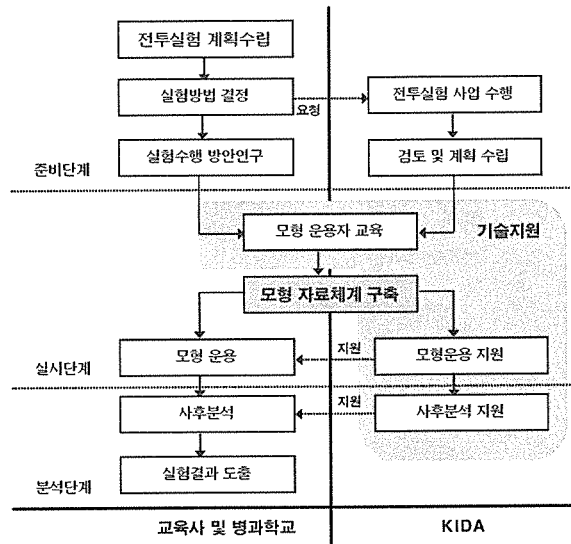 전투실험 계획수립
실험방법 결정
요청
전투실험 사업 수행
실험수행 방안연구
검토 및 계획 수립
준비단계
모형 운용자 교육
기술지원
모형 자료체계 구축
모형 운용
지원
모형운용 지원
실시단계
사후분석
지원
사후분석 지원
실험결과 도출
분석단계
교육사 및 병과학교
KIDA